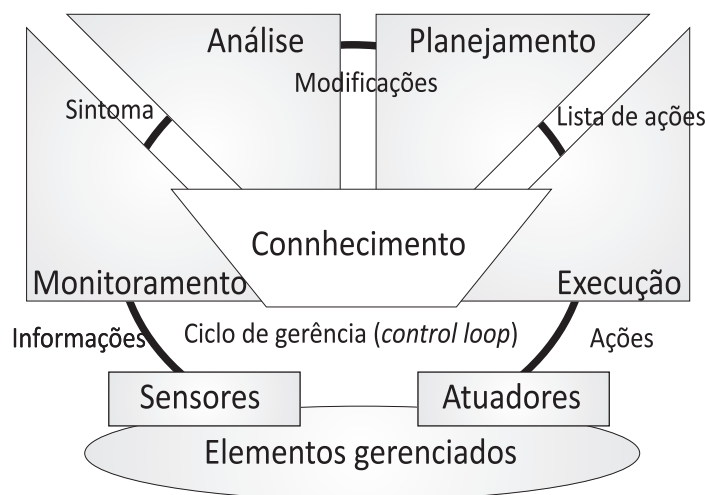 Análise
Planejamento
Modificações
Sintoma
Lista de ações
Connhecimento
Monitoramento
Execução
Informações
Ciclo de gerência (control loop)
Ações
Sensores
Atuadores
Elementos gerenciados